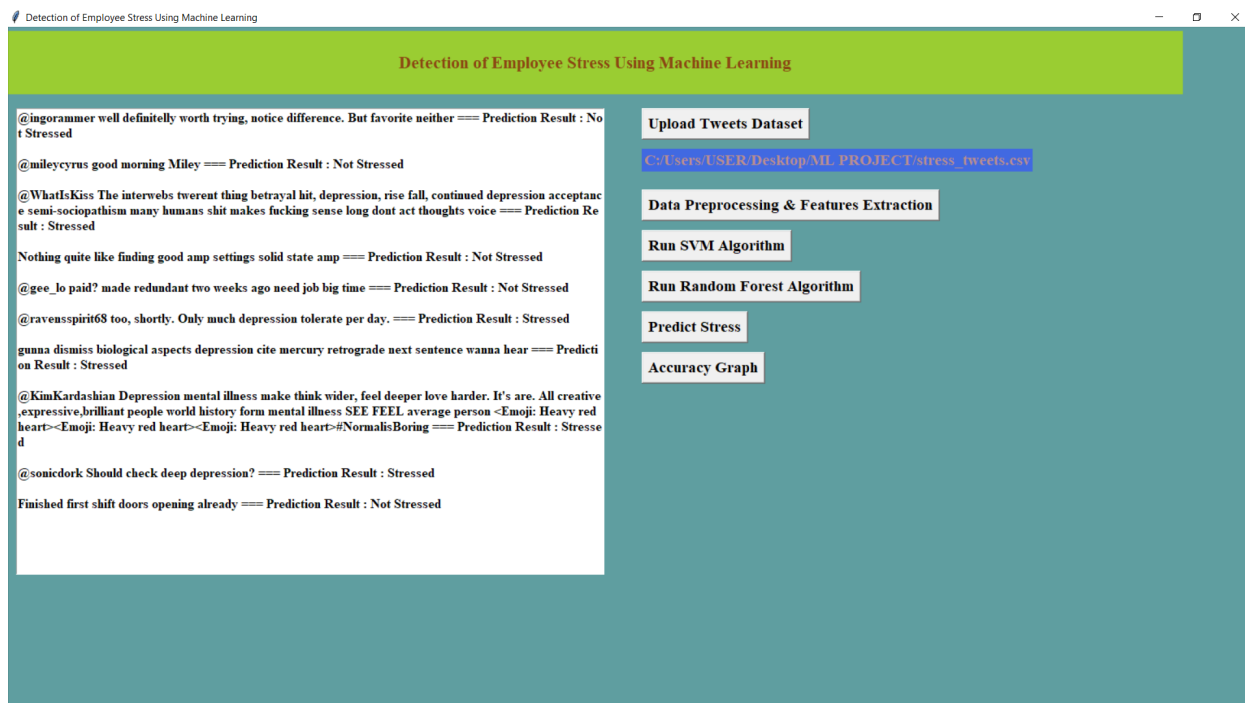 Detection of Employee Stress Using Machine Learning
Detection of Employee Stress Using Machine Learning
@ingorammer well definitelly worth trying, notice difference. But favorite neither === Prediction Result : No
t Stressed
@mileycyrus good morning Miley === Prediction Result : Not Stressed
@WhatIsKiss The interwebs twerent thing betrayal hit, depression, rise fall, continued depression acceptanc
e semi-sociopathism many humans shit makes fucking sense long dont act thoughts voice === Prediction Re
sult : Stressed
Nothing quite like finding good amp settings solid state amp === Prediction Result : Not Stressed
@gee_lo paid? made redundant two weeks ago need job big time === Prediction Result : Not Stressed
@ravensspirit68 too, shortly. Only much depression tolerate per day. === Prediction Result : Stressed
gunna dismiss biological aspects depression cite mercury retrograde next sentence wanna hear === Predicti
on Result : Stressed
@KimKardashian Depression mental illness make think wider, feel deeper love harder. It's are. All creative
,expressive,brilliant people world history form mental illness SEE FEEL average person <Emoji: Heavy red
heart><Emoji: Heavy red heart><Emoji: Heavy red heart>#NormalisBoring === Prediction Result : Stresse
d
@sonicdork Should check deep depression? === Prediction Result : Stressed
Finished first shift doors opening already === Prediction Result : Not Stressed
Upload Tweets Dataset
C:/Users/USER/Desktop/ML PROJECT/stress_tweets.csv
Data Preprocessing & Features Extraction
Run SVM Algorithm
Run Random Forest Algorithm
Predict Stress
Accuracy Graph